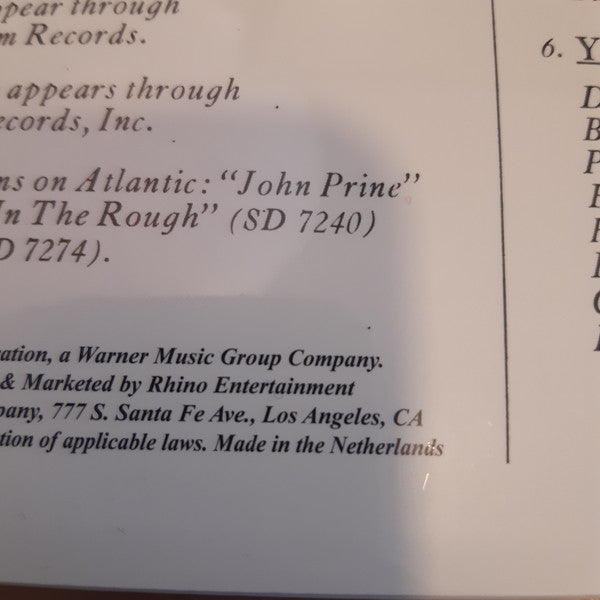 ppear through
m Records.
appears through
ecords, Inc.
ns on Atlantic: "John Prine"
In The Rough" (SD 7240)
D 7274).
ration, a Warner Music Group Company.
& Marketed by Rhino Entertainment
pany, 777 S. Santa Fe Ave., Los Angeles, CA
tion of applicable laws. Made in the Netherlands
6. Y
D
B
P